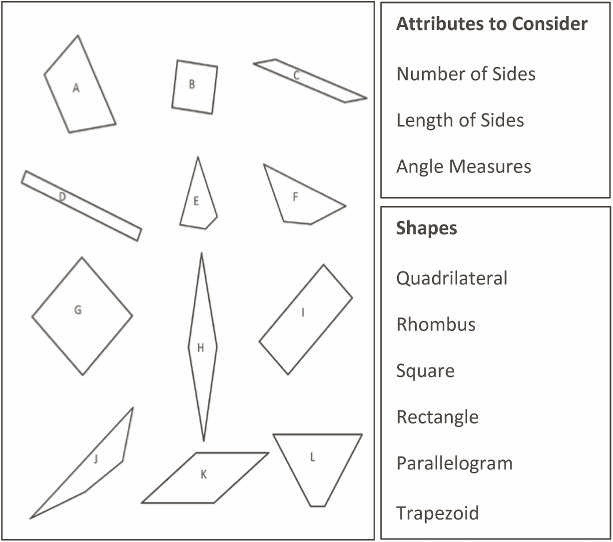 A
B
C
D
E
F
G
H
I
J
K
L
Attributes to Consider
Number of Sides
Length of Sides
Angle Measures
Shapes
Quadrilateral
Rhombus
Square
Rectangle
Parallelogram
Trapezoid